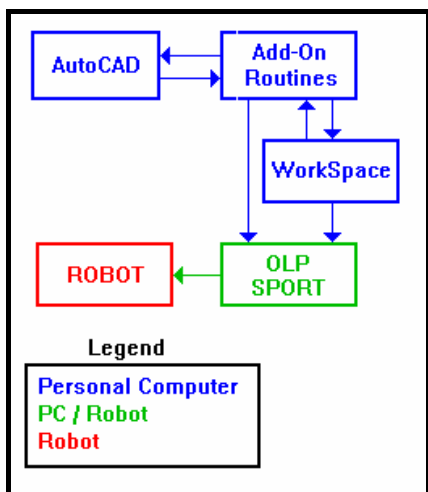 AutoCAD
Add-On
Routines
WorkSpace
ROBOT
OLP
SPORT
Legend
Personal Computer
PC / Robot
Robot